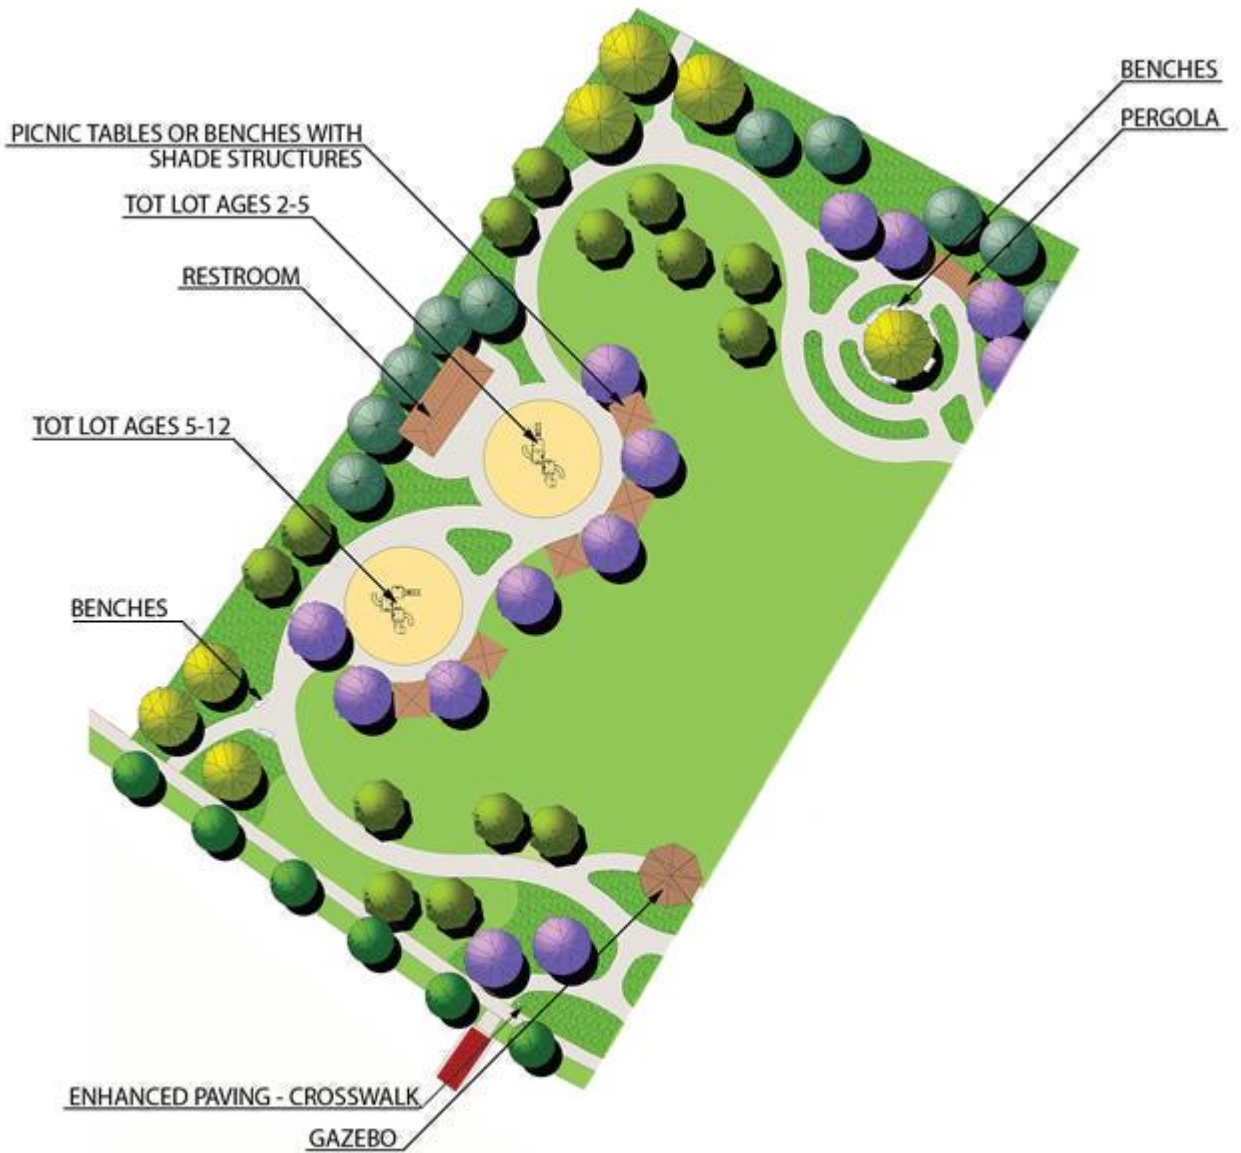 BENCHES
PERGOLA
PICNIC TABLES OR BENCHES WITH
SHADE STRUCTURES
TOT LOT AGES 2-5
RESTROOM
TOT LOT AGES 5-12
BENCHES
ENHANCED PAVING - CROSSWALK
GAZEBO